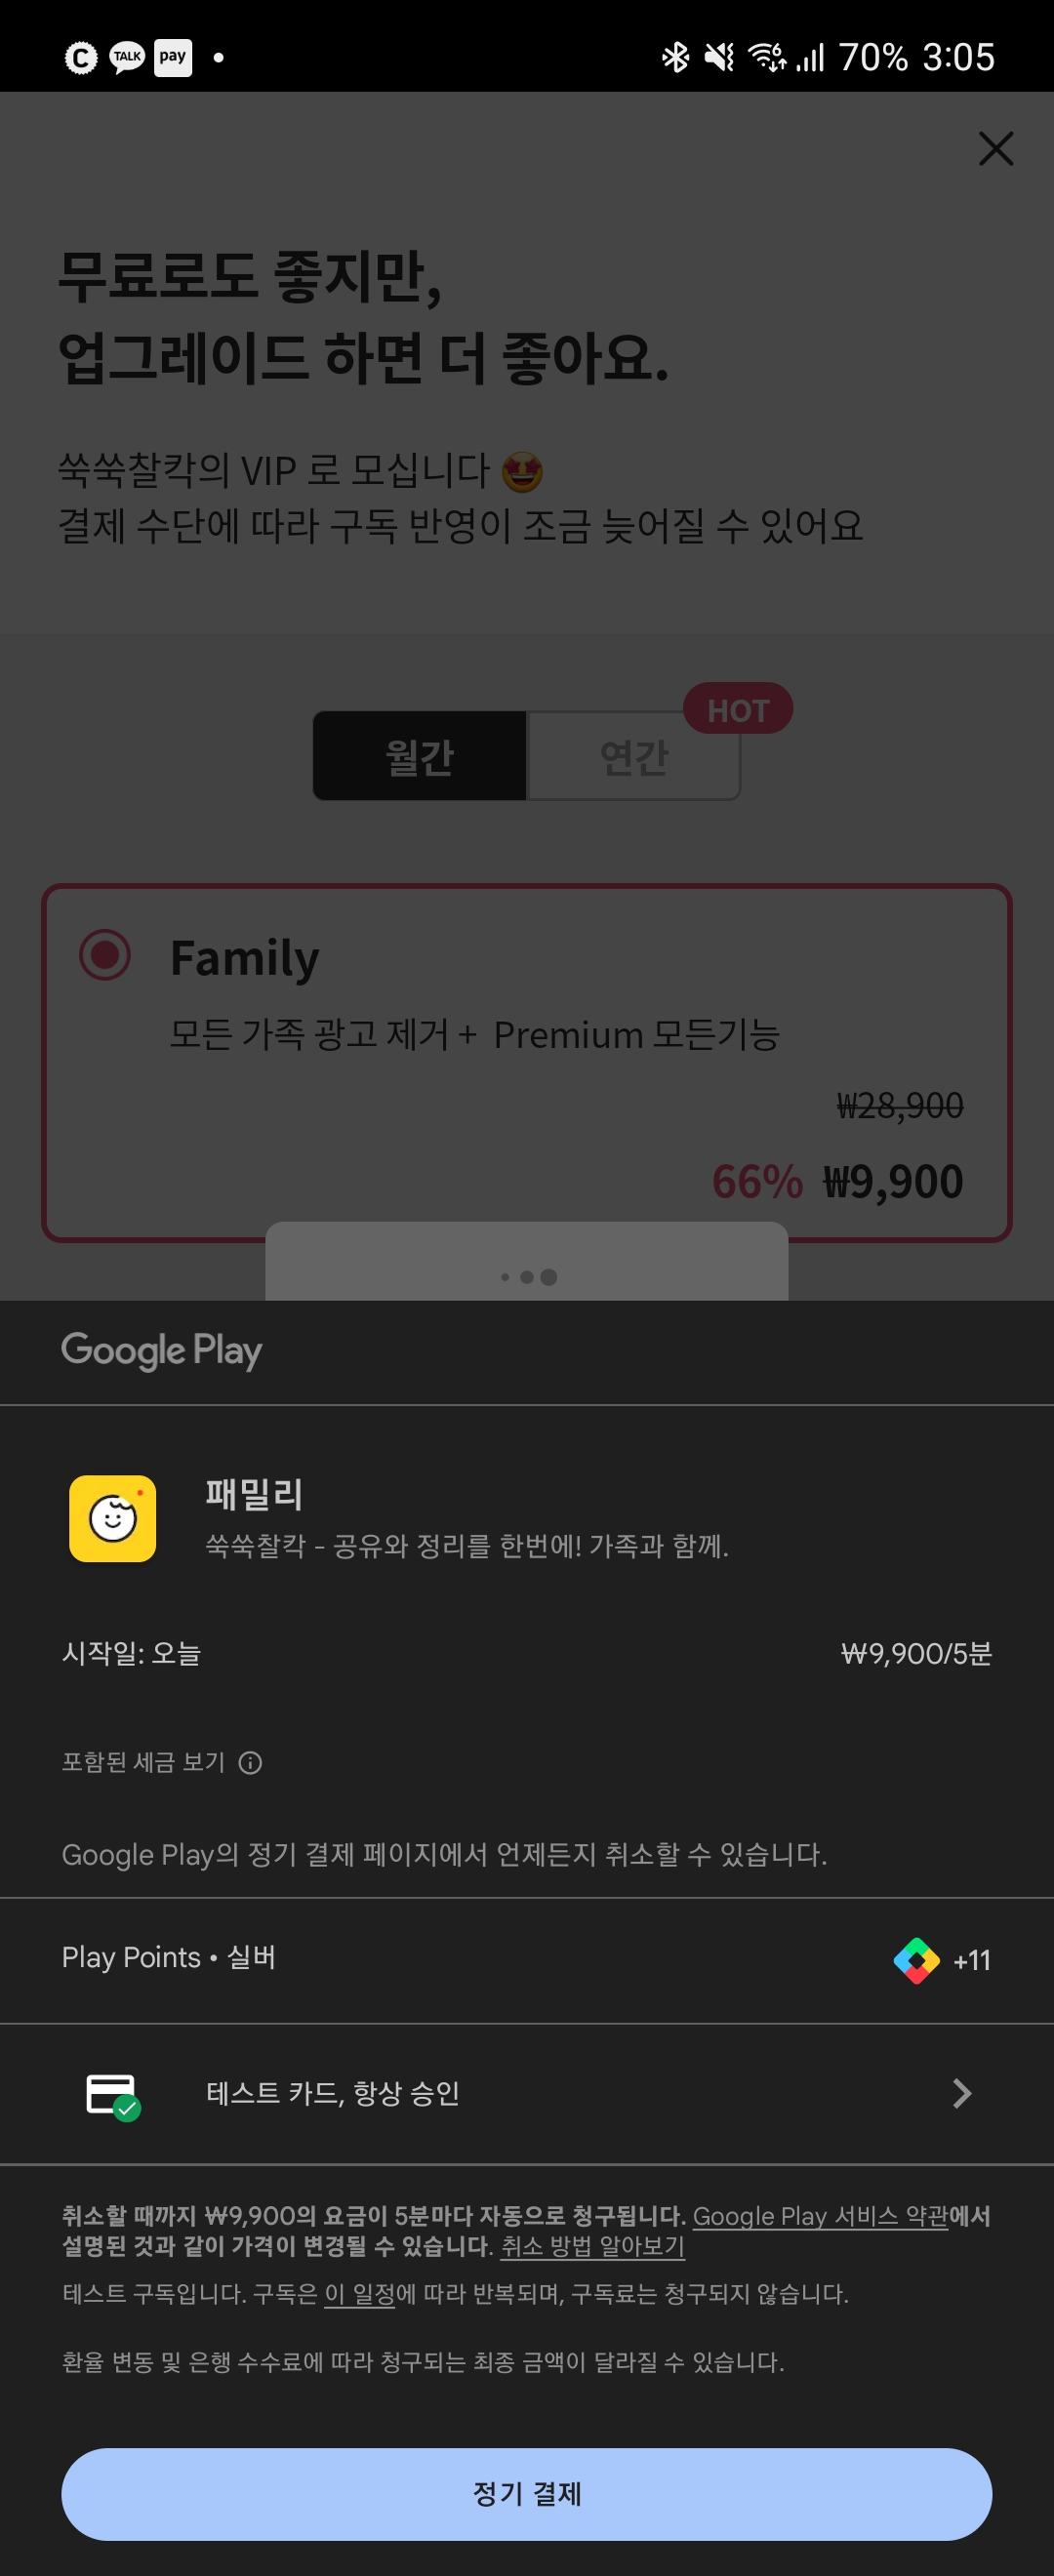 C TALK pay 6 70% 3:05
무료로도 좋지만,
업그레이드 하면 더 좋아요.
쑥쑥찰칵의 VIP 로 모십니다 🤩
결제 수단에 따라 구독 반영이 조금 늦어질 수 있어요
HOT
월간 연간
Family
모든 가족 광고 제거 + Premium 모든기능
₩28,900
66% ₩9,900
Google Play
패밀리
쑥쑥찰칵 - 공유와 정리를 한번에! 가족과 함께.
시작일: 오늘 ₩9,900/5분
포함된 세금 보기
Google Play의 정기 결제 페이지에서 언제든지 취소할 수 있습니다.
Play Points • 실버 +11
테스트 카드, 항상 승인
취소할 때까지 ₩9,900의 요금이 5분마다 자동으로 청구됩니다. Google Play 서비스 약관에서
설명된 것과 같이 가격이 변경될 수 있습니다. 취소 방법 알아보기
테스트 구독입니다. 구독은 이 일정에 따라 반복되며, 구독료는 청구되지 않습니다.
환율 변동 및 은행 수수료에 따라 청구되는 최종 금액이 달라질 수 있습니다.
정기 결제